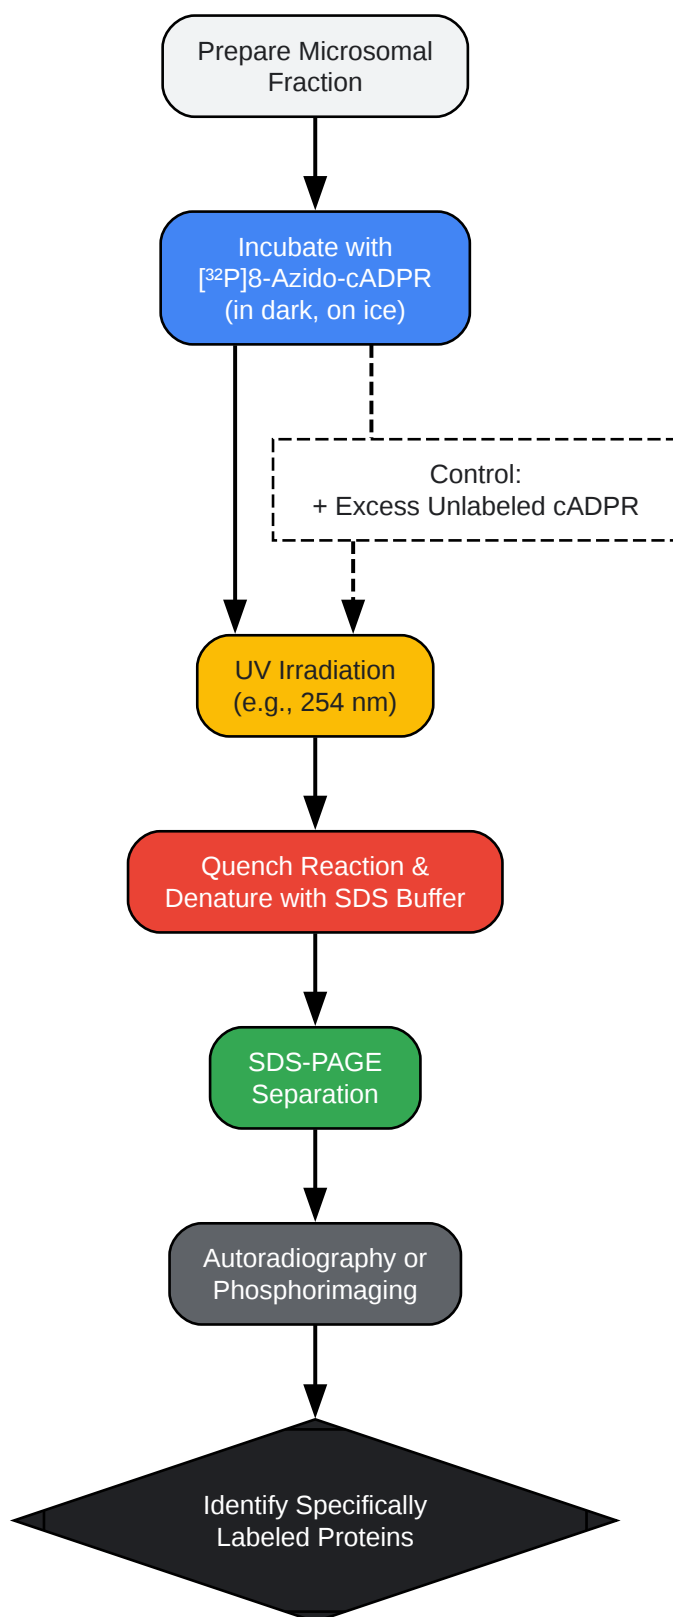 Prepare Microsomal
Fraction
Incubate with
[³²P]8-Azido-cADPR
(in dark, on ice)
Control:
+ Excess Unlabeled cADPR
UV Irradiation
(e.g., 254 nm)
Quench Reaction &
Denature with SDS Buffer
SDS-PAGE
Separation
Autoradiography or
Phosphorimaging
Identify Specifically
Labeled Proteins